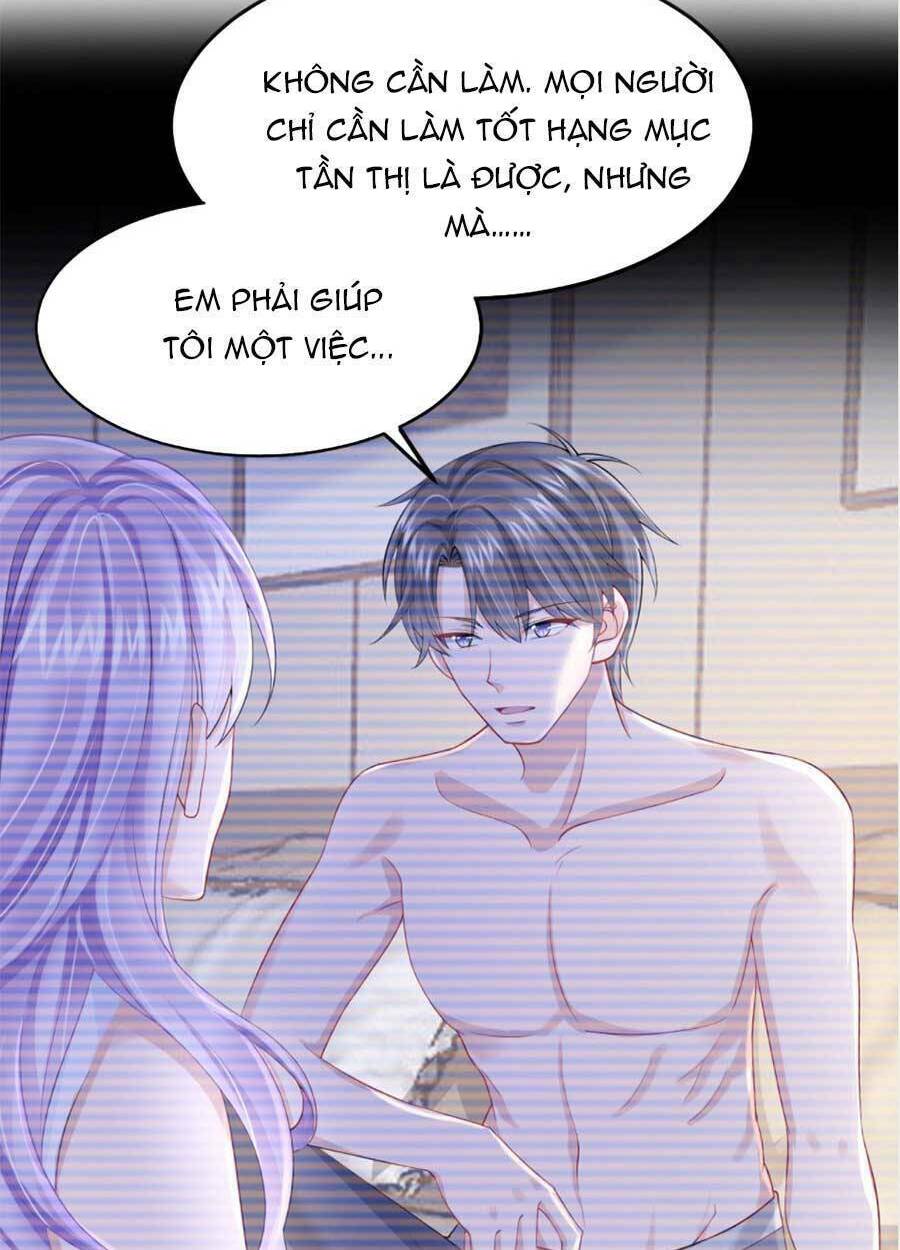 KHÔNG CẦN LÀM. MỌI NGƯỜI
CHỈ CẦN LÀM TỐT HẠNG MỤC
TẦN THỊ LÀ ĐƯỢC, NHƯNG
MÀ......
EM PHẢI GIÚP
TÔI MỘT VIỆC...